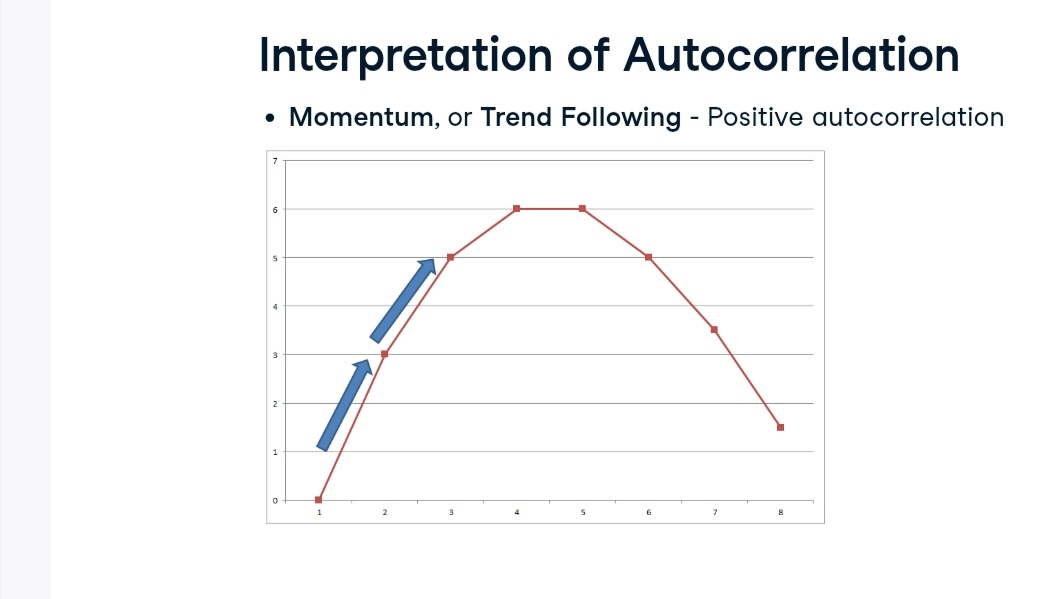 Interpretation of Autocorrelation
• Momentum, or Trend Following - Positive autocorrelation
7
6
5
4
3
2
1
0
1 2 3 4 5 6 7 8